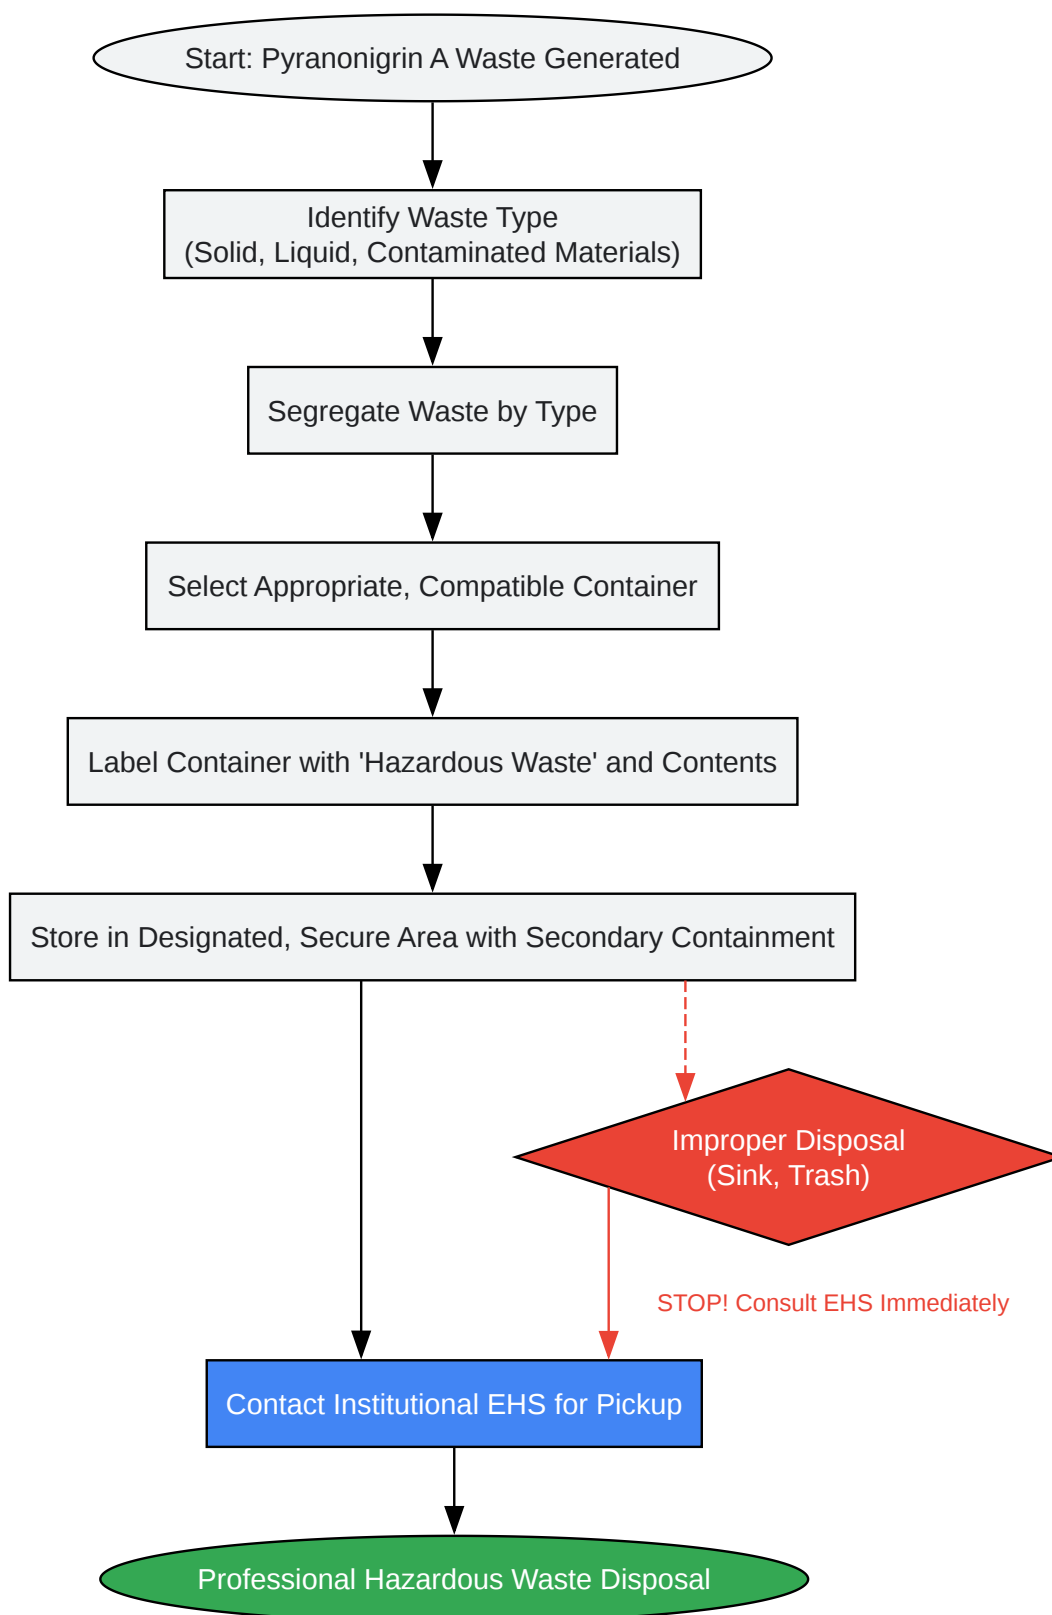 Start: Pyranonigrin A Waste Generated
Identify Waste Type
(Solid, Liquid, Contaminated Materials)
Segregate Waste by Type
Select Appropriate, Compatible Container
Label Container with 'Hazardous Waste' and Contents
Store in Designated, Secure Area with Secondary Containment
Improper Disposal
(Sink, Trash)
STOP! Consult EHS Immediately
Contact Institutional EHS for Pickup
Professional Hazardous Waste Disposal